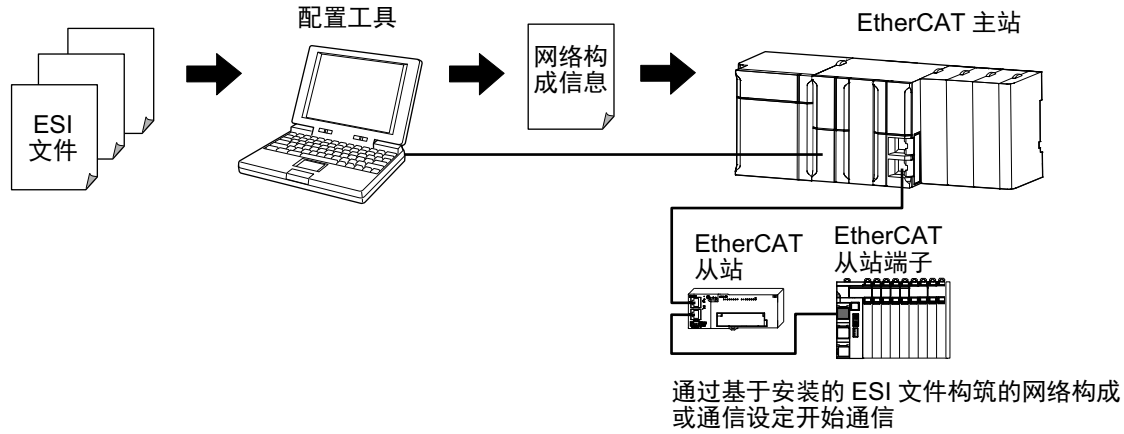 配置工具
EtherCAT 主站
ESI
文件
网络构
成信息
EtherCAT
从站
EtherCAT
从站端子
通过基于安装的 ESI 文件构筑的网络构成
或通信设定开始通信